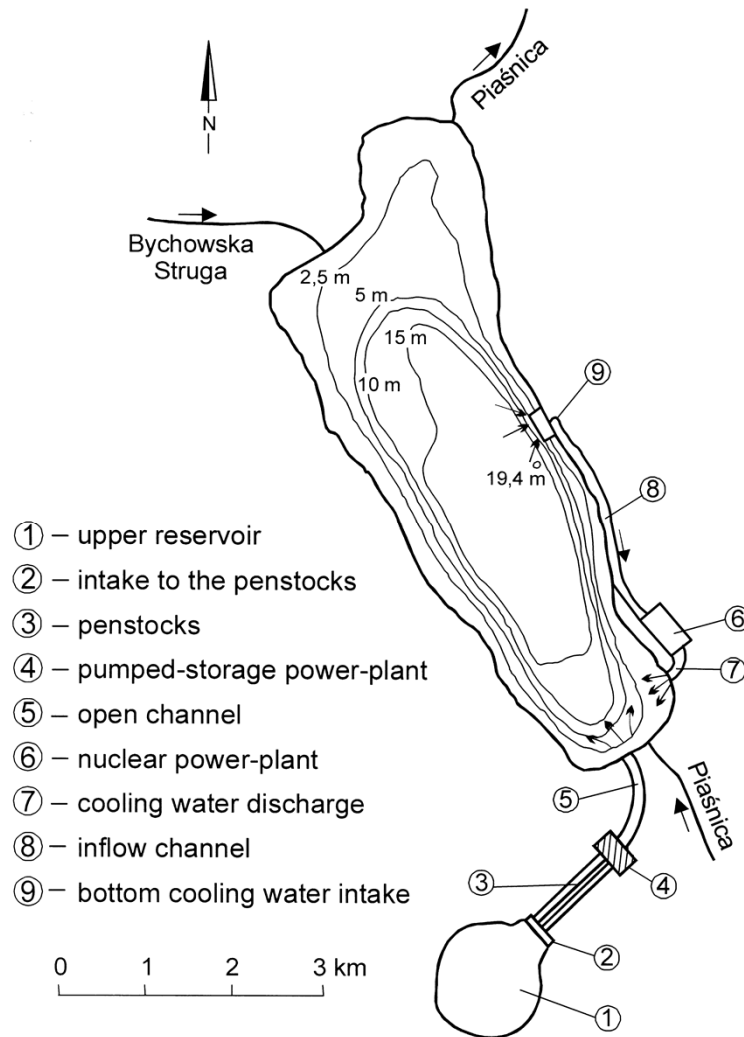 Piaśnica
N
Bychowska
Struga
2,5 m
5 m
15 m
10 m
9
19,4 m
8
① – upper reservoir
② – intake to the penstocks
③ – penstocks
④ – pumped-storage power-plant
⑤ – open channel
⑥ – nuclear power-plant
⑦ – cooling water discharge
⑧ – inflow channel
⑨ – bottom cooling water intake
6
7
5
Piaśnica
3
4
2
1
0 1 2 3 km